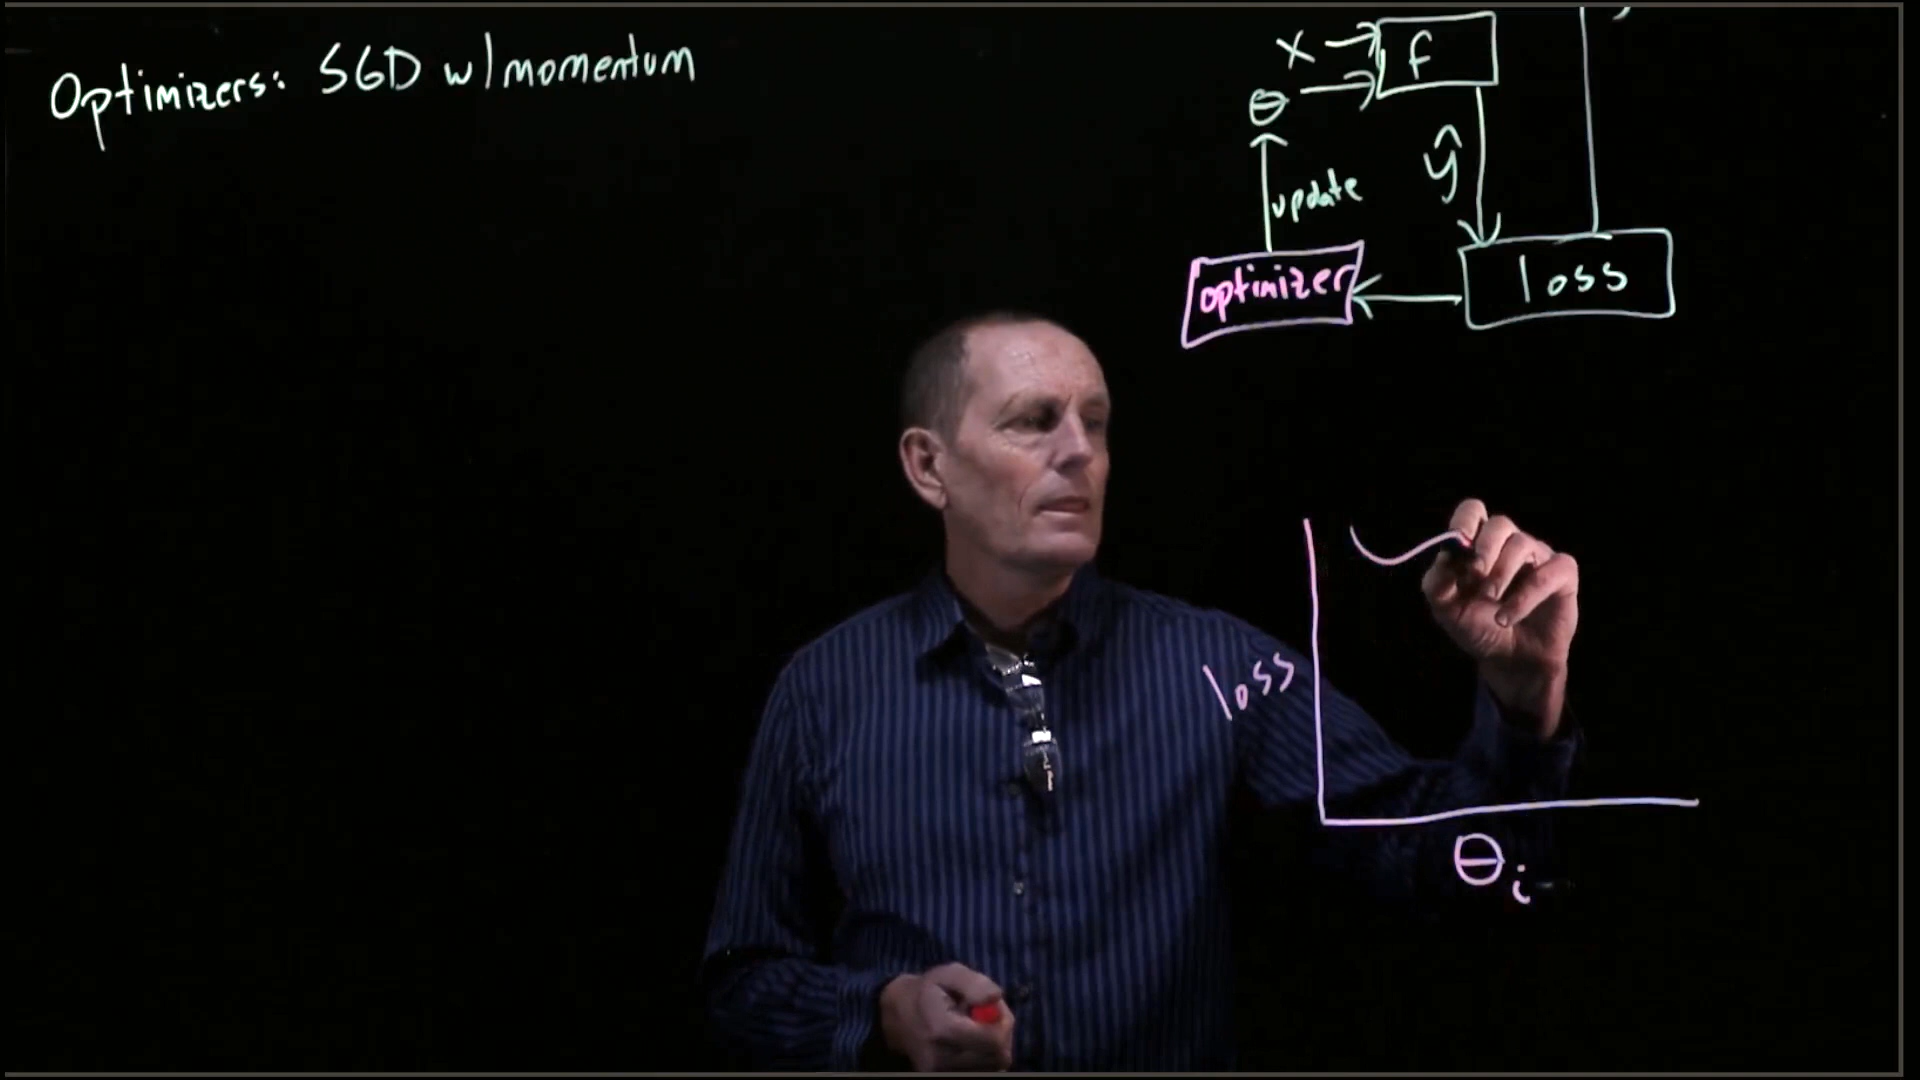 Optimizers: SGD w/momentum
x
f
θ
ŷ
update
optimizer
loss
loss
θi